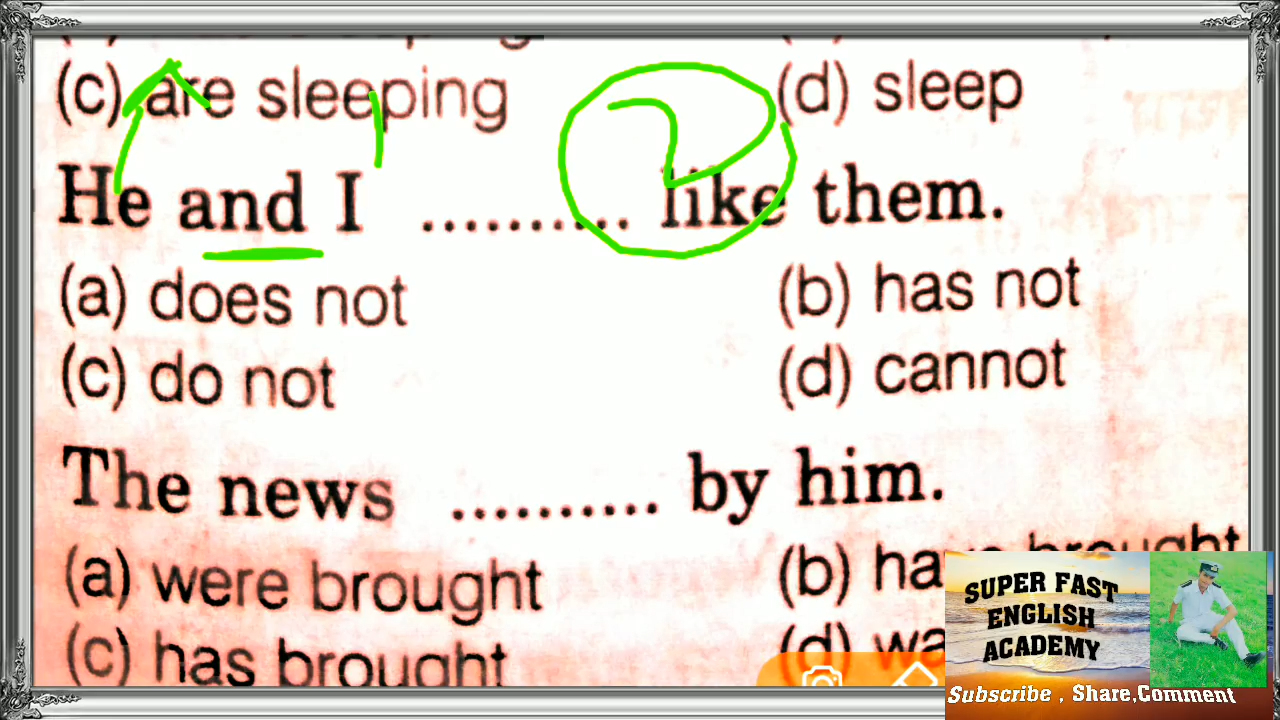 (c) are sleeping (d) sleep
He and I .......... like them.
(a) does not (b) has not
(c) do not (d) cannot
The news .......... by him.
(a) were brought (b) brought
(c) has brought (d)
SUPER FAST
ENGLISH
ACADEMY
Subscribe , Share,Comment